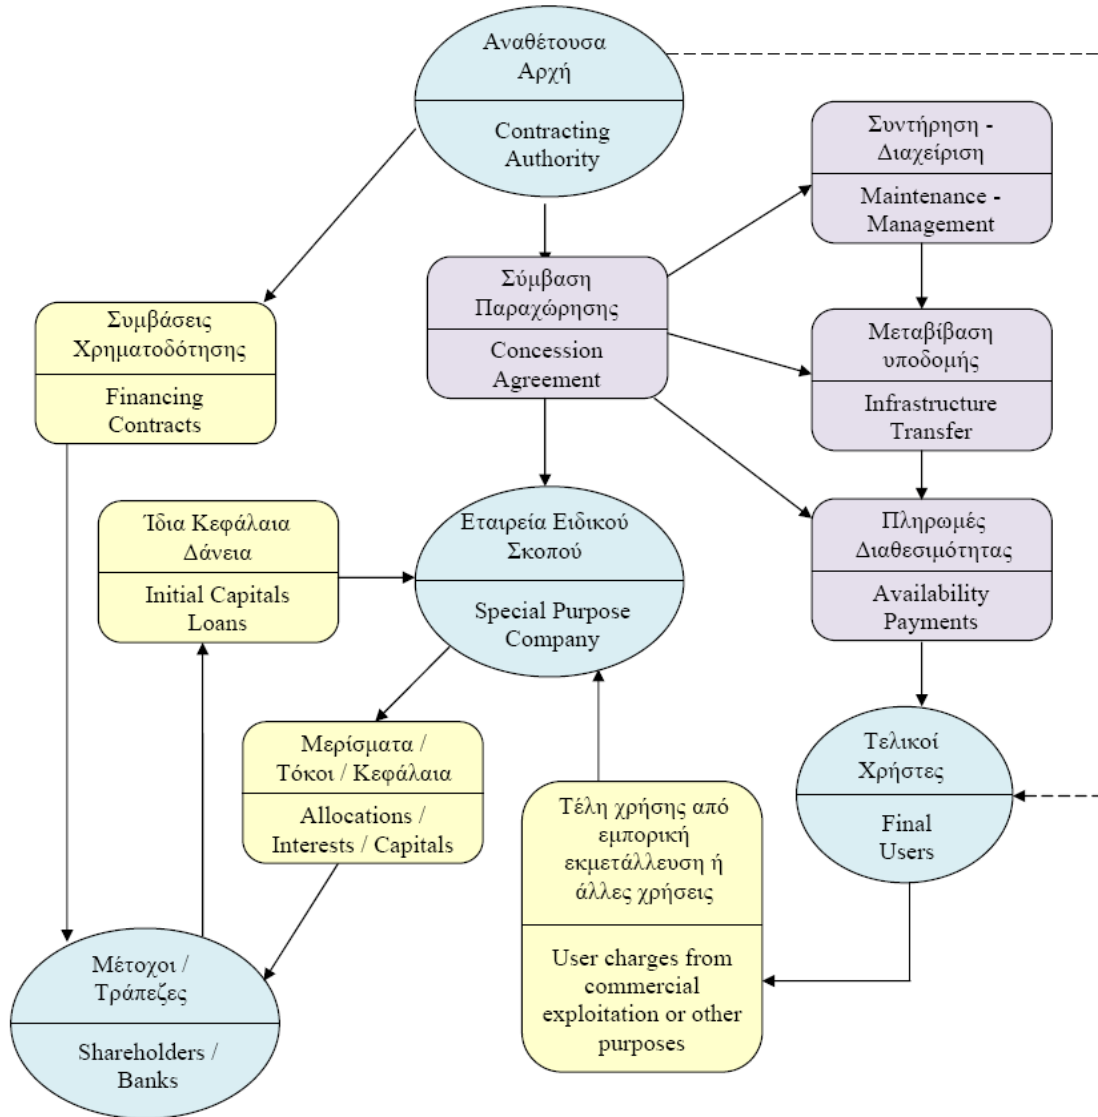 Αναθέτουσα
Αρχή
Contracting
Authority
Συντήρηση -
Διαχείριση
Maintenance -
Management
Σύμβαση
Παραχώρησης
Concession
Agreement
Συμβάσεις
Χρηματοδότησης
Financing
Contracts
Μεταβίβαση
υποδομής
Infrastructure
Transfer
Ίδια Κεφάλαια
Δάνεια
Initial Capitals
Loans
Εταιρεία Ειδικού
Σκοπού
Special Purpose
Company
Πληρωμές
Διαθεσιμότητας
Availability
Payments
Μερίσματα /
Τόκοι / Κεφάλαια
Allocations /
Interests / Capitals
Τελικοί
Χρήστες
Final
Users
Τέλη χρήσης από
εμπορική
εκμετάλλευση ή
άλλες χρήσεις
User charges from
commercial
exploitation or other
purposes
Μέτοχοι /
Τράπεζες
Shareholders /
Banks